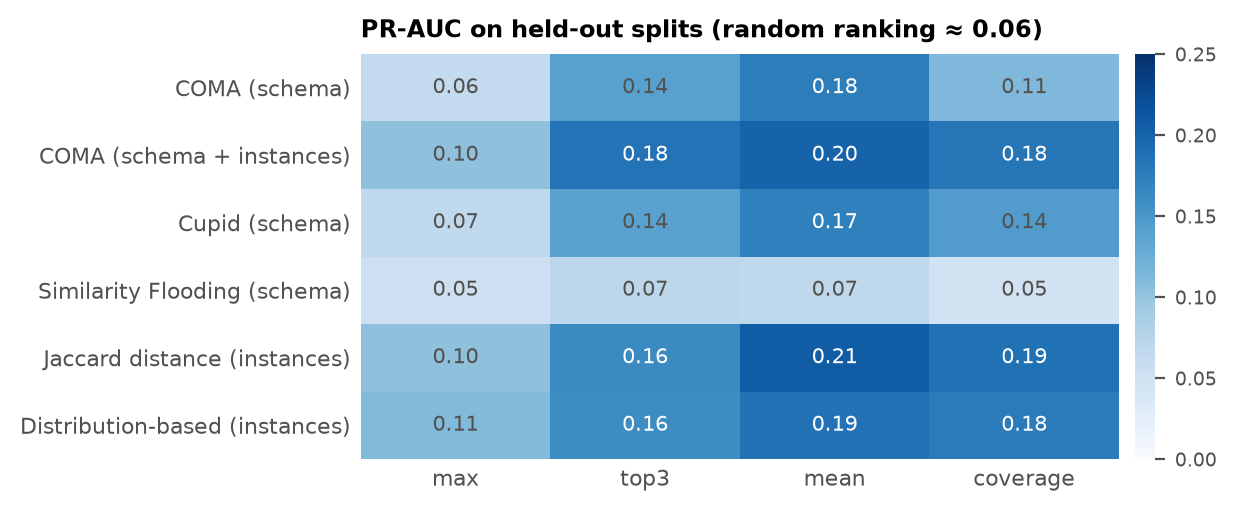 PR-AUC on held-out splits (random ranking ≈ 0.06)
COMA (schema) 0.06 0.14 0.18 0.11
COMA (schema + instances) 0.10 0.18 0.20 0.18
Cupid (schema) 0.07 0.14 0.17 0.14
Similarity Flooding (schema) 0.05 0.07 0.07 0.05
Jaccard distance (instances) 0.10 0.16 0.21 0.19
Distribution-based (instances) 0.11 0.16 0.19 0.18
max top3 mean coverage
0.25
0.20
0.15
0.10
0.05
0.00